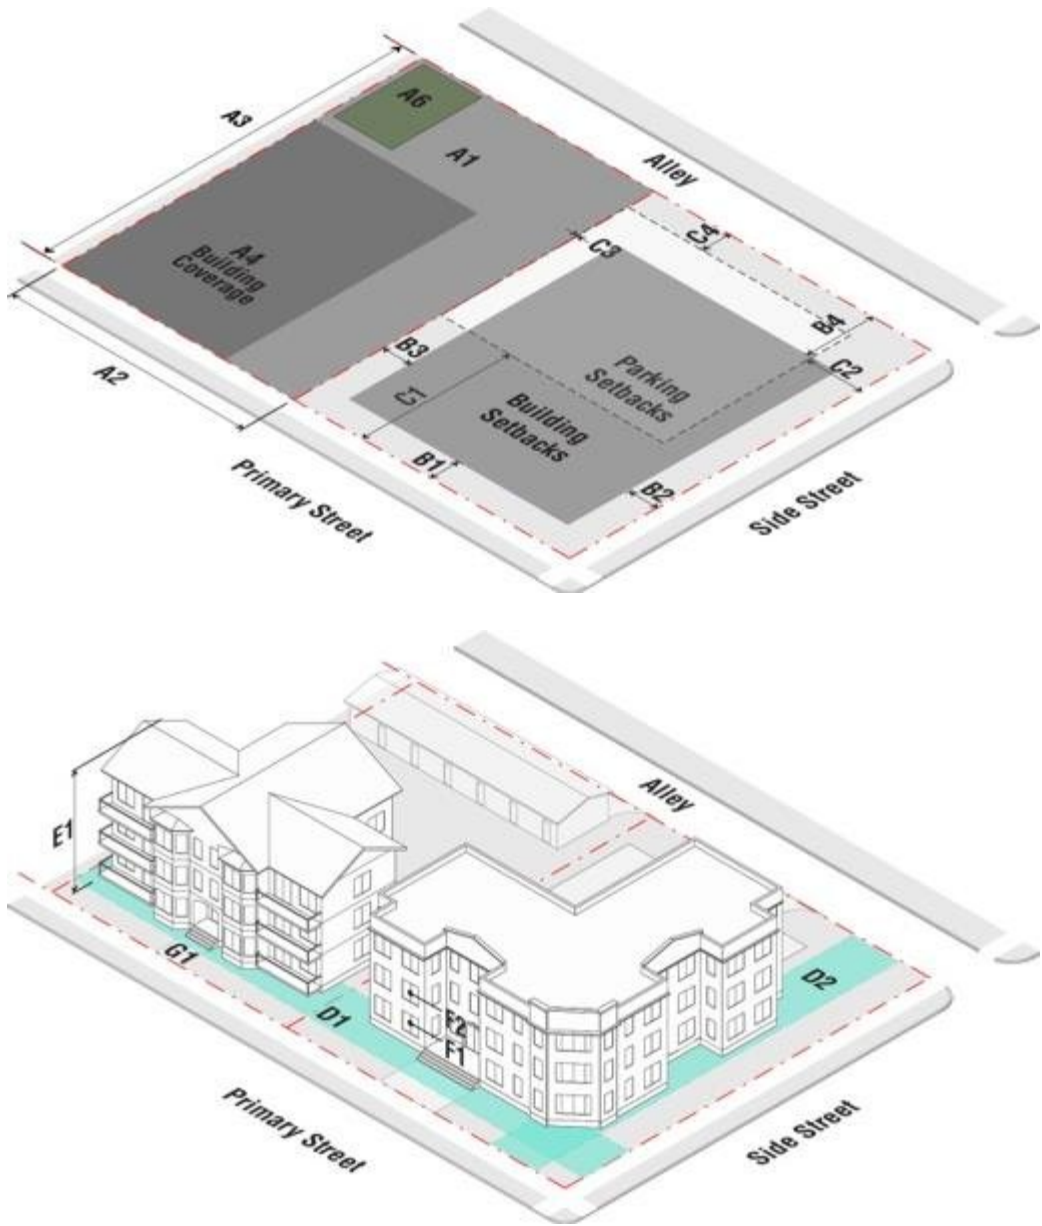 A6
A3
A1
Alley
A4
Building
Coverage
C4
C3
B4
B3
C2
A2
C1
Parking
Setbacks
Building
Setbacks
B1
B2
Primary Street
Side Street
Alley
E1
G1
D2
D1
F2
F1
Primary Street
Side Street